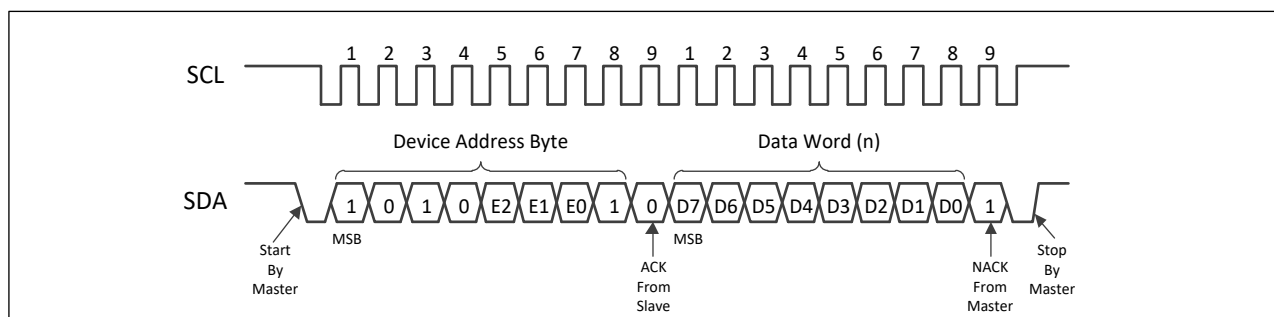 1 2 3 4 5 6 7 8 9 1 2 3 4 5 6 7 8 9
SCL
Device Address Byte Data Word (n)
SDA 1 0 1 0 E2 E1 E0 1 0 D7 D6 D5 D4 D3 D2 D1 D0 1
MSB MSB
Start
By
Master
ACK
From
Slave
NACK
From
Master
Stop
By
Master